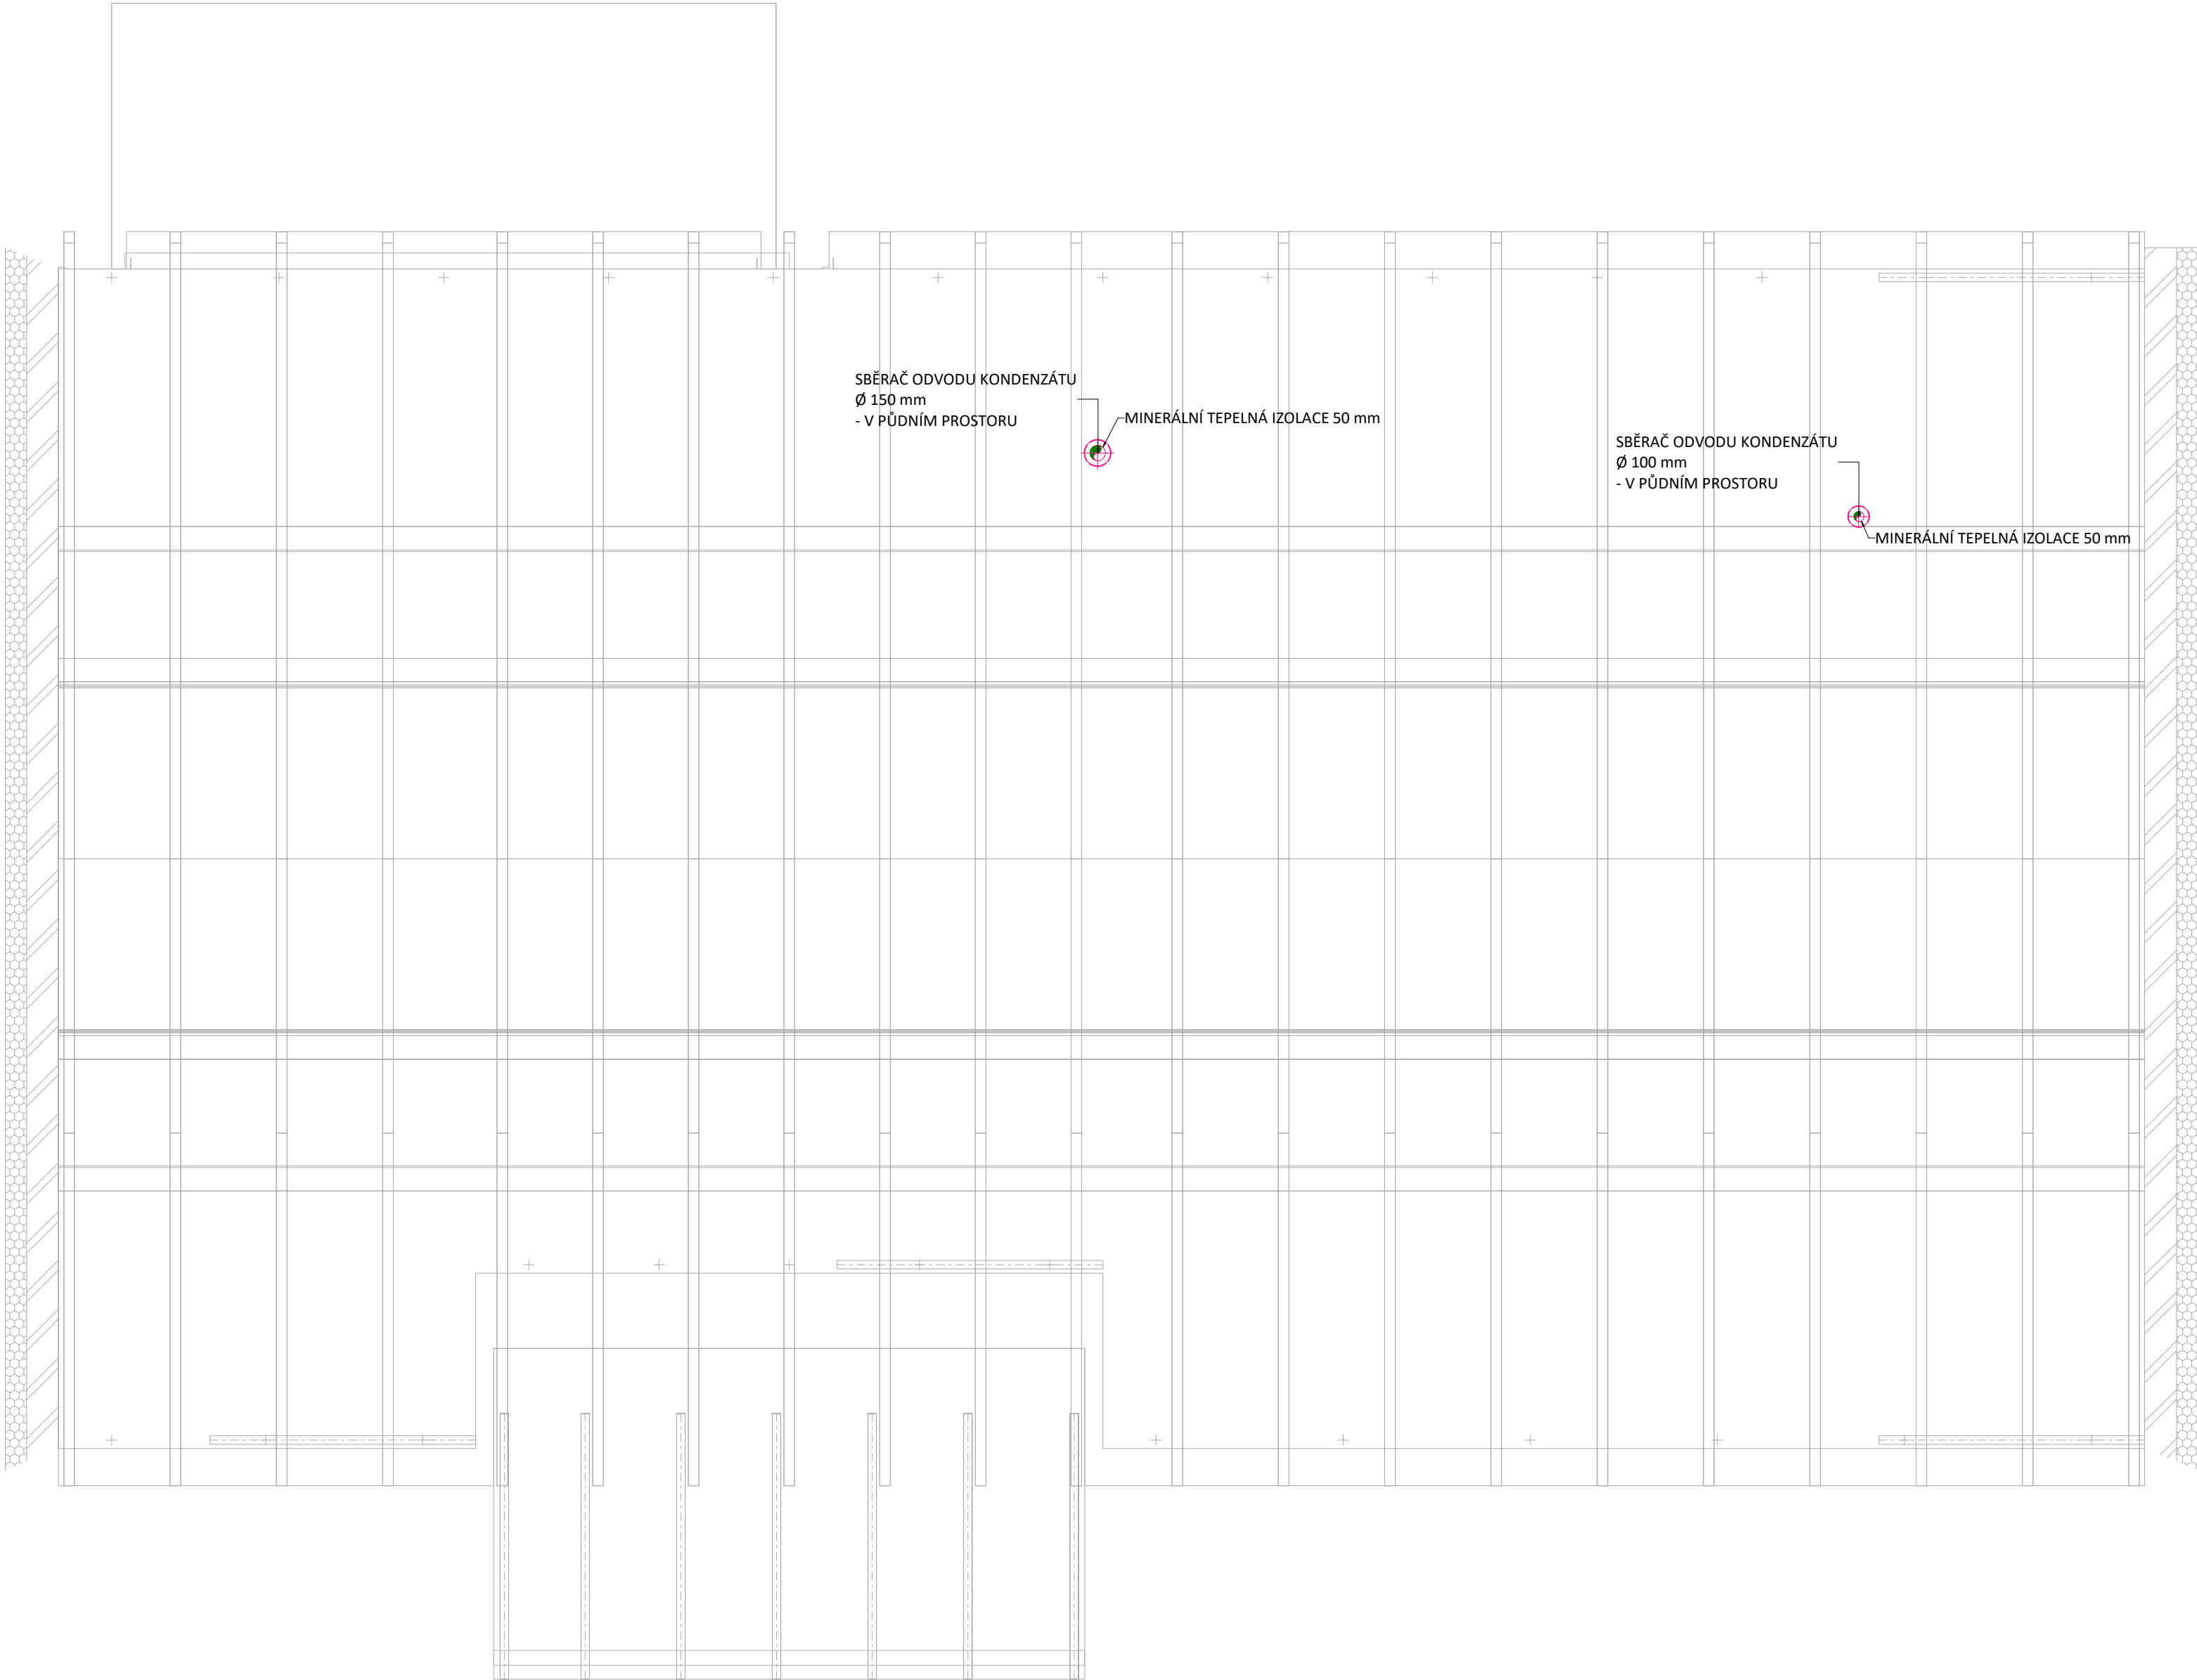 SBĚRAČ ODVODU KONDENZÁTU
Ø 150 mm
- V PŮDNÍM PROSTORU
MINERÁLNÍ TEPELNÁ IZOLACE 50 mm
SBĚRAČ ODVODU KONDENZÁTU
Ø 100 mm
- V PŮDNÍM PROSTORU
MINERÁLNÍ TEPELNÁ IZOLACE 50 mm